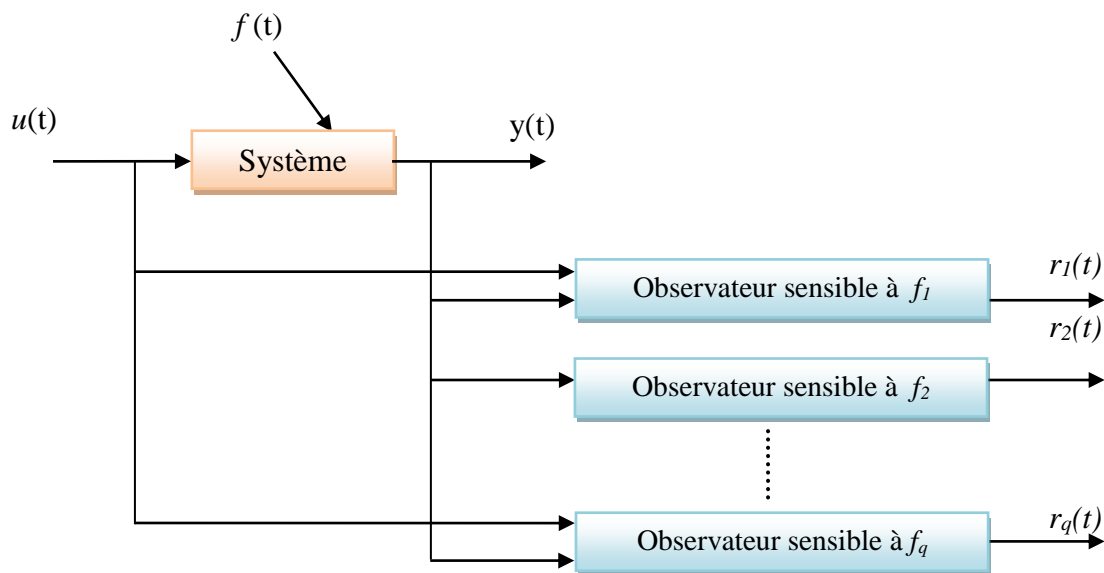 f (t)
u(t)
y(t)
Système
Observateur sensible à f1
r1(t)
r2(t)
Observateur sensible à f2
Observateur sensible à fq
rq(t)